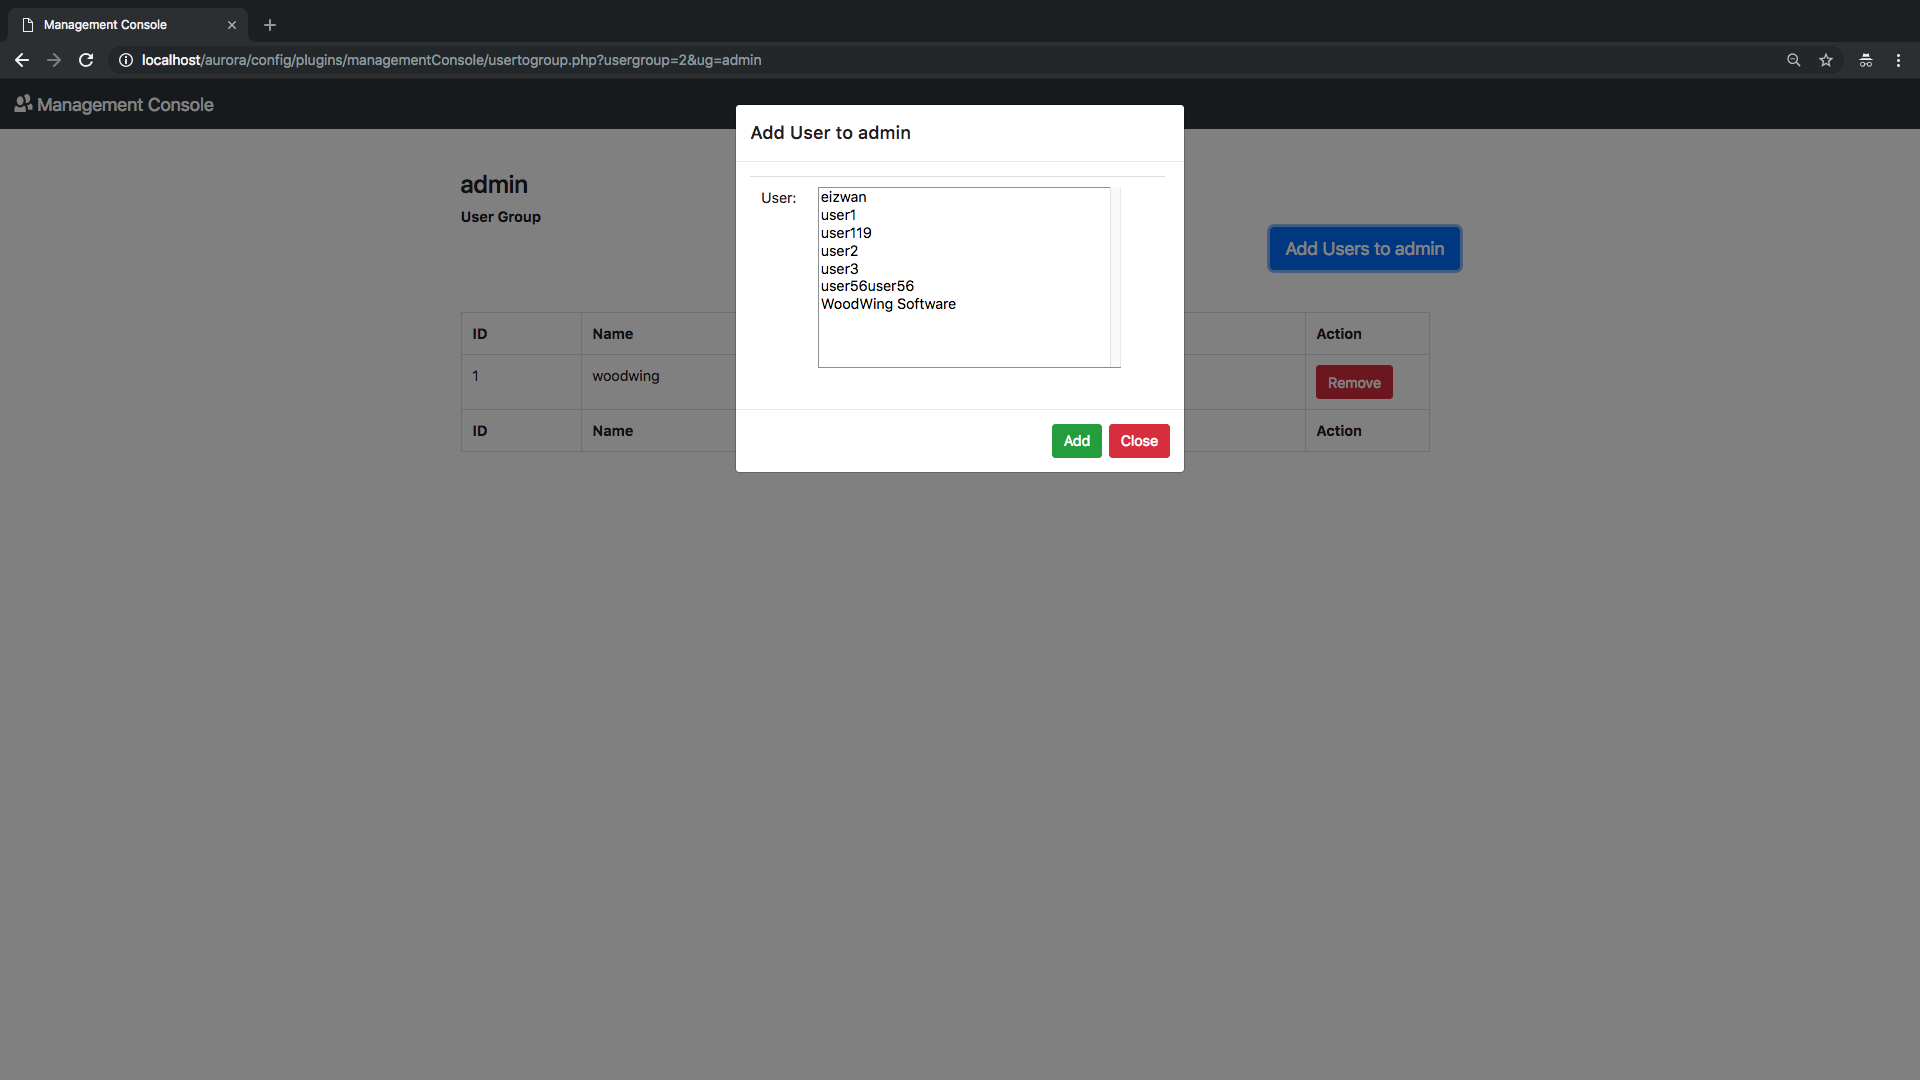 Management Console
localhost/aurora/config/plugins/managementConsole/usertogroup.php?usergroup=2&ug=admin
Management Console
Add User to admin
User:
eizwan
user1
user119
user2
user3
user56user56
WoodWing Software
Add Close
admin
User Group
Add Users to admin
ID Name Action
1 woodwing Remove
ID Name Action